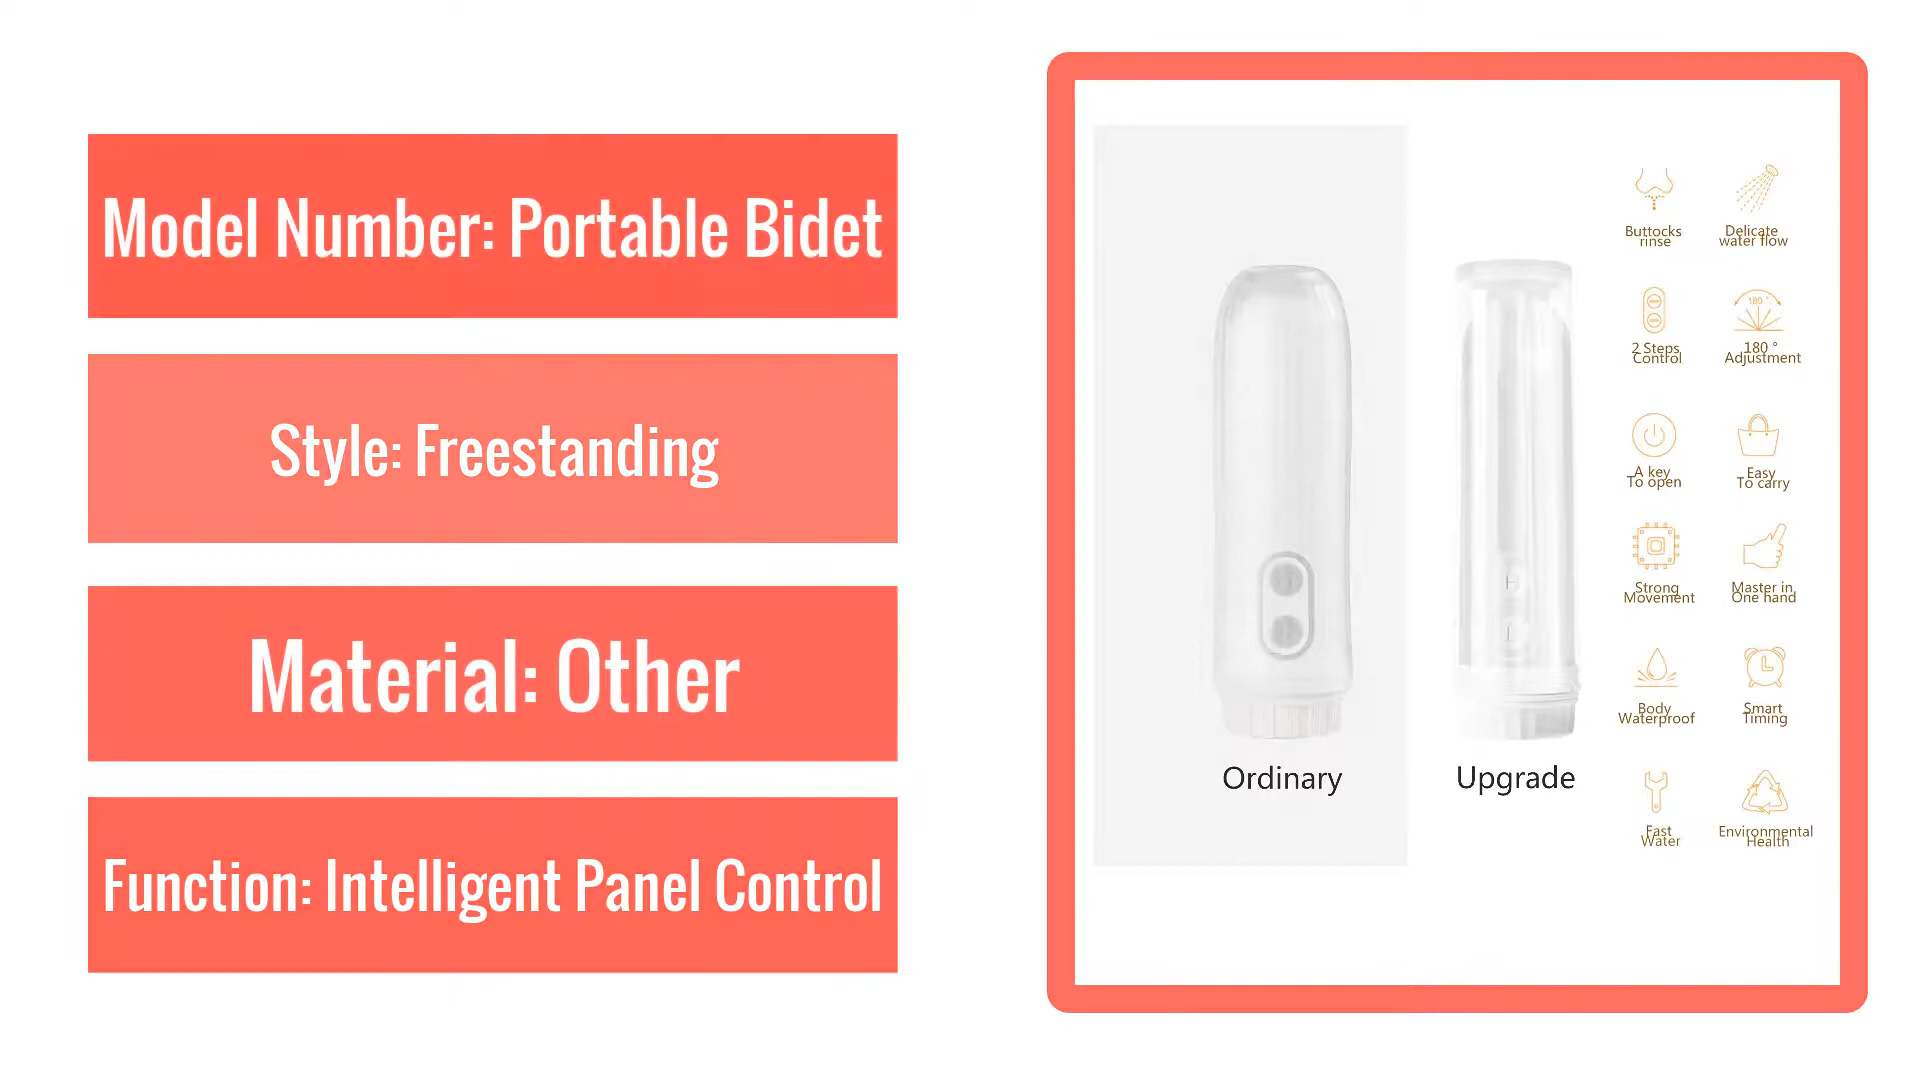 Model Number: Portable Bidet
Style: Freestanding
Material: Other
Function: Intelligent Panel Control
Ordinary
H
L
Upgrade
Buttocks
rinse
Delicate
water flow
2 Steps
Control
180 °
180 °
Adjustment
A key
To open
Easy
To carry
Strong
Movement
Master in
One hand
Body
Waterproof
Smart
Timing
Fast
Water
Environmental
Health